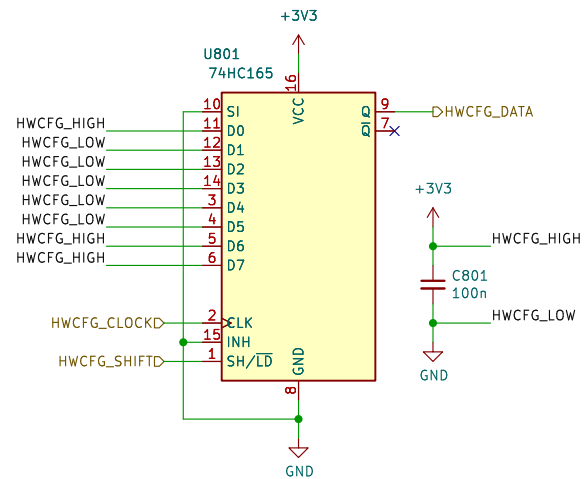 +3V3
U801
74HC165
16
VCC
10 SI
HWCFG_HIGH 11 D0
HWCFG_LOW 12 D1
HWCFG_LOW 13 D2
HWCFG_LOW 14 D3
HWCFG_LOW 3 D4
HWCFG_LOW 4 D5
HWCFG_HIGH 5 D6
HWCFG_HIGH 6 D7
HWCFG_CLOCK 2 CLK
15 INH
HWCFG_SHIFT 1 SH/LD
Q 9 HWCFG_DATA
Q 7
GND
8
GND
+3V3
HWCFG_HIGH
C801
100n
HWCFG_LOW
GND